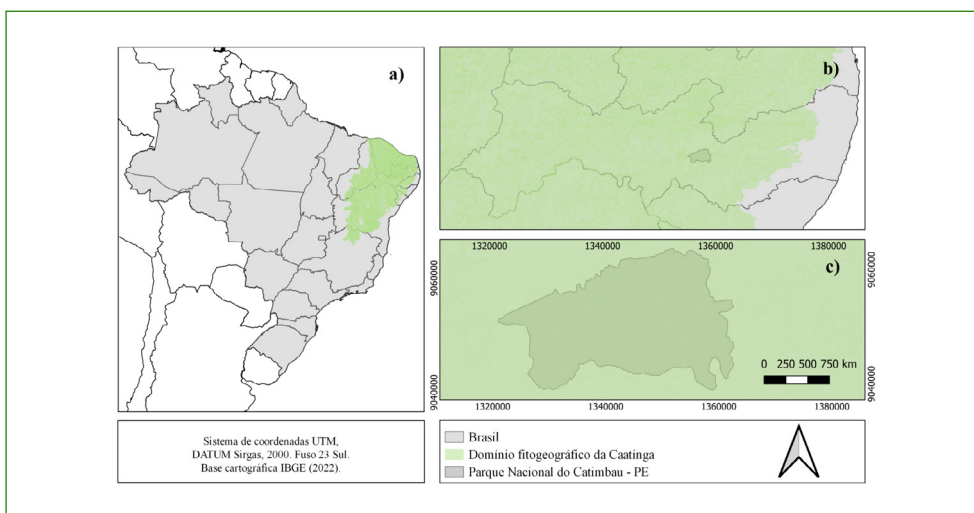 a)
b)
1320000 1340000 1360000 1380000
9060000 9060000
c)
0 250 500 750 km
9040000 9040000
1320000 1340000 1360000 1380000
Sistema de coordenadas UTM,
DATUM Sirgas, 2000. Fuso 23 Sul.
Base cartográfica IBGE (2022).
Brasil
Domínio fitogeográfico da Caatinga
Parque Nacional do Catimbau - PE